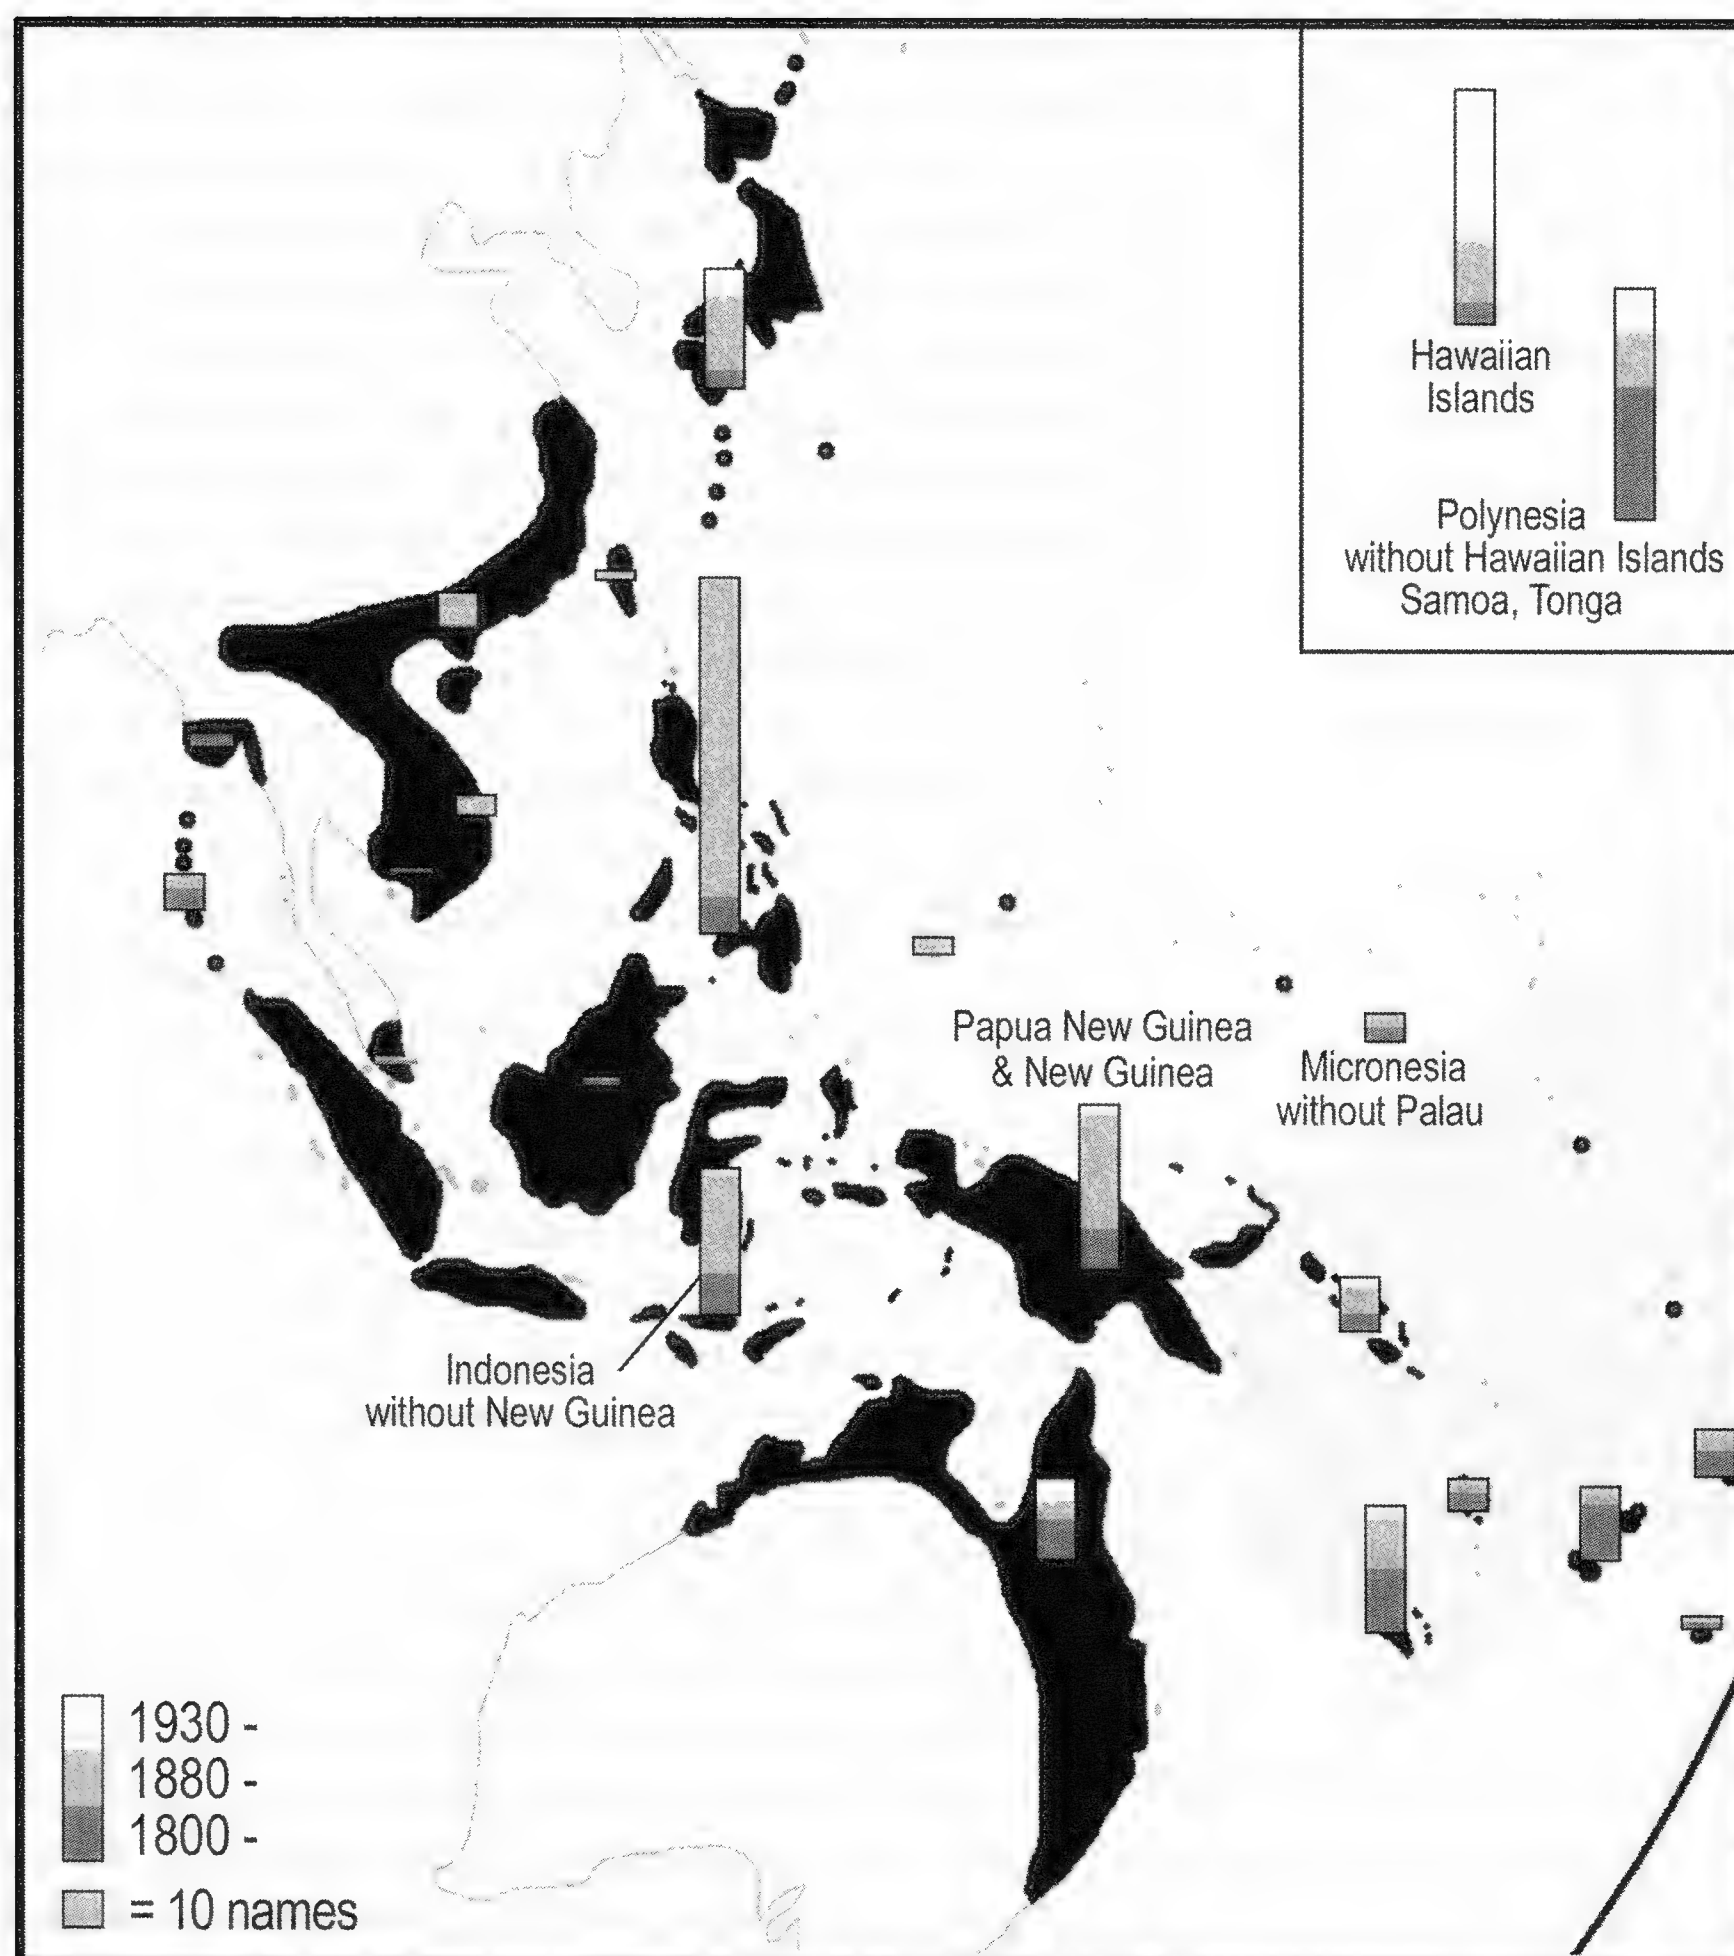 Hawaiian
Islands
Polynesia
without Hawaiian Islands
Samoa, Tonga
Papua New Guinea
& New Guinea
Micronesia
without Palau
Indonesia
without New Guinea
1930 -
1880 -
1800 -
= 10 names